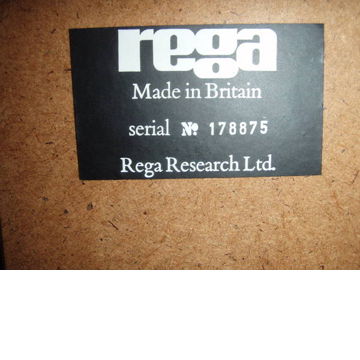 rega
Made in Britain
serial № 178875
Rega Research Ltd.